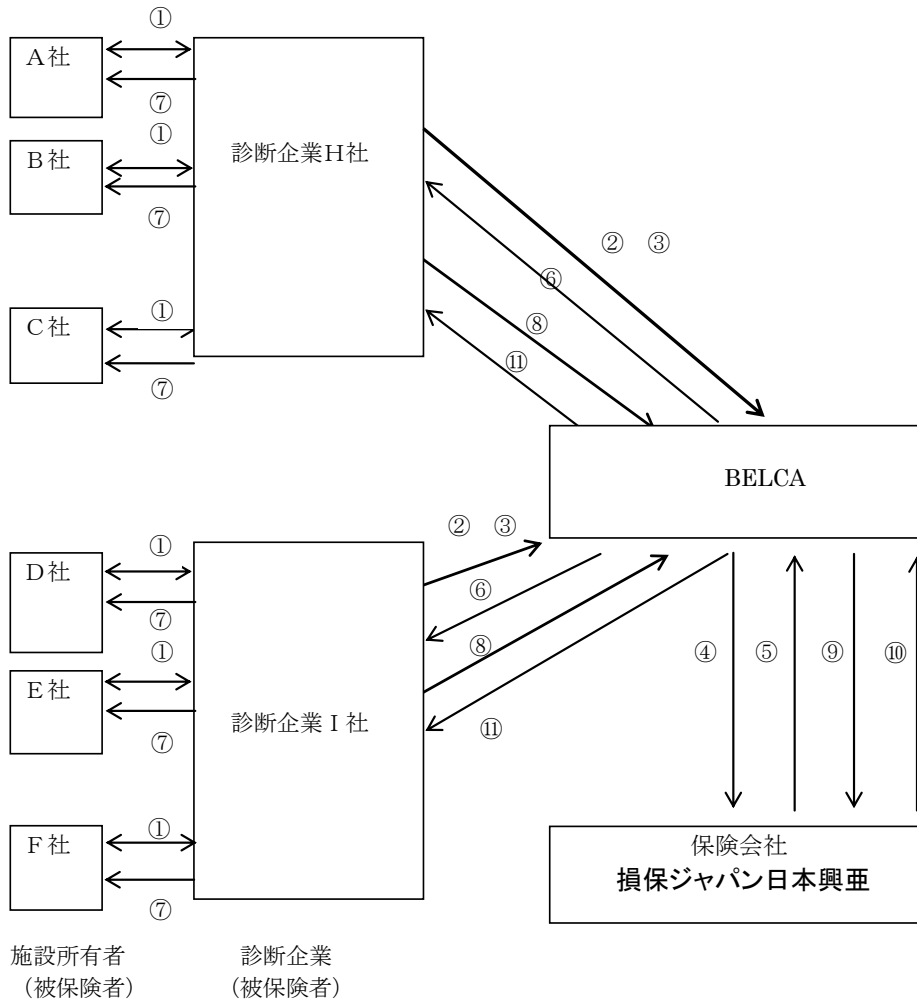 ①
A社
⑦
①
B社
診断企業H社
⑦
② ③
⑥
①
C社
⑧
⑪
⑦
BELCA
② ③
①
D社
⑦
⑥
①
⑧
④ ⑤ ⑨ ⑩
E社
診断企業I社
⑦
⑪
①
F社
保険会社
損保ジャパン日本興亜
⑦
施設所有者 診断企業
(被保険者) (被保険者)